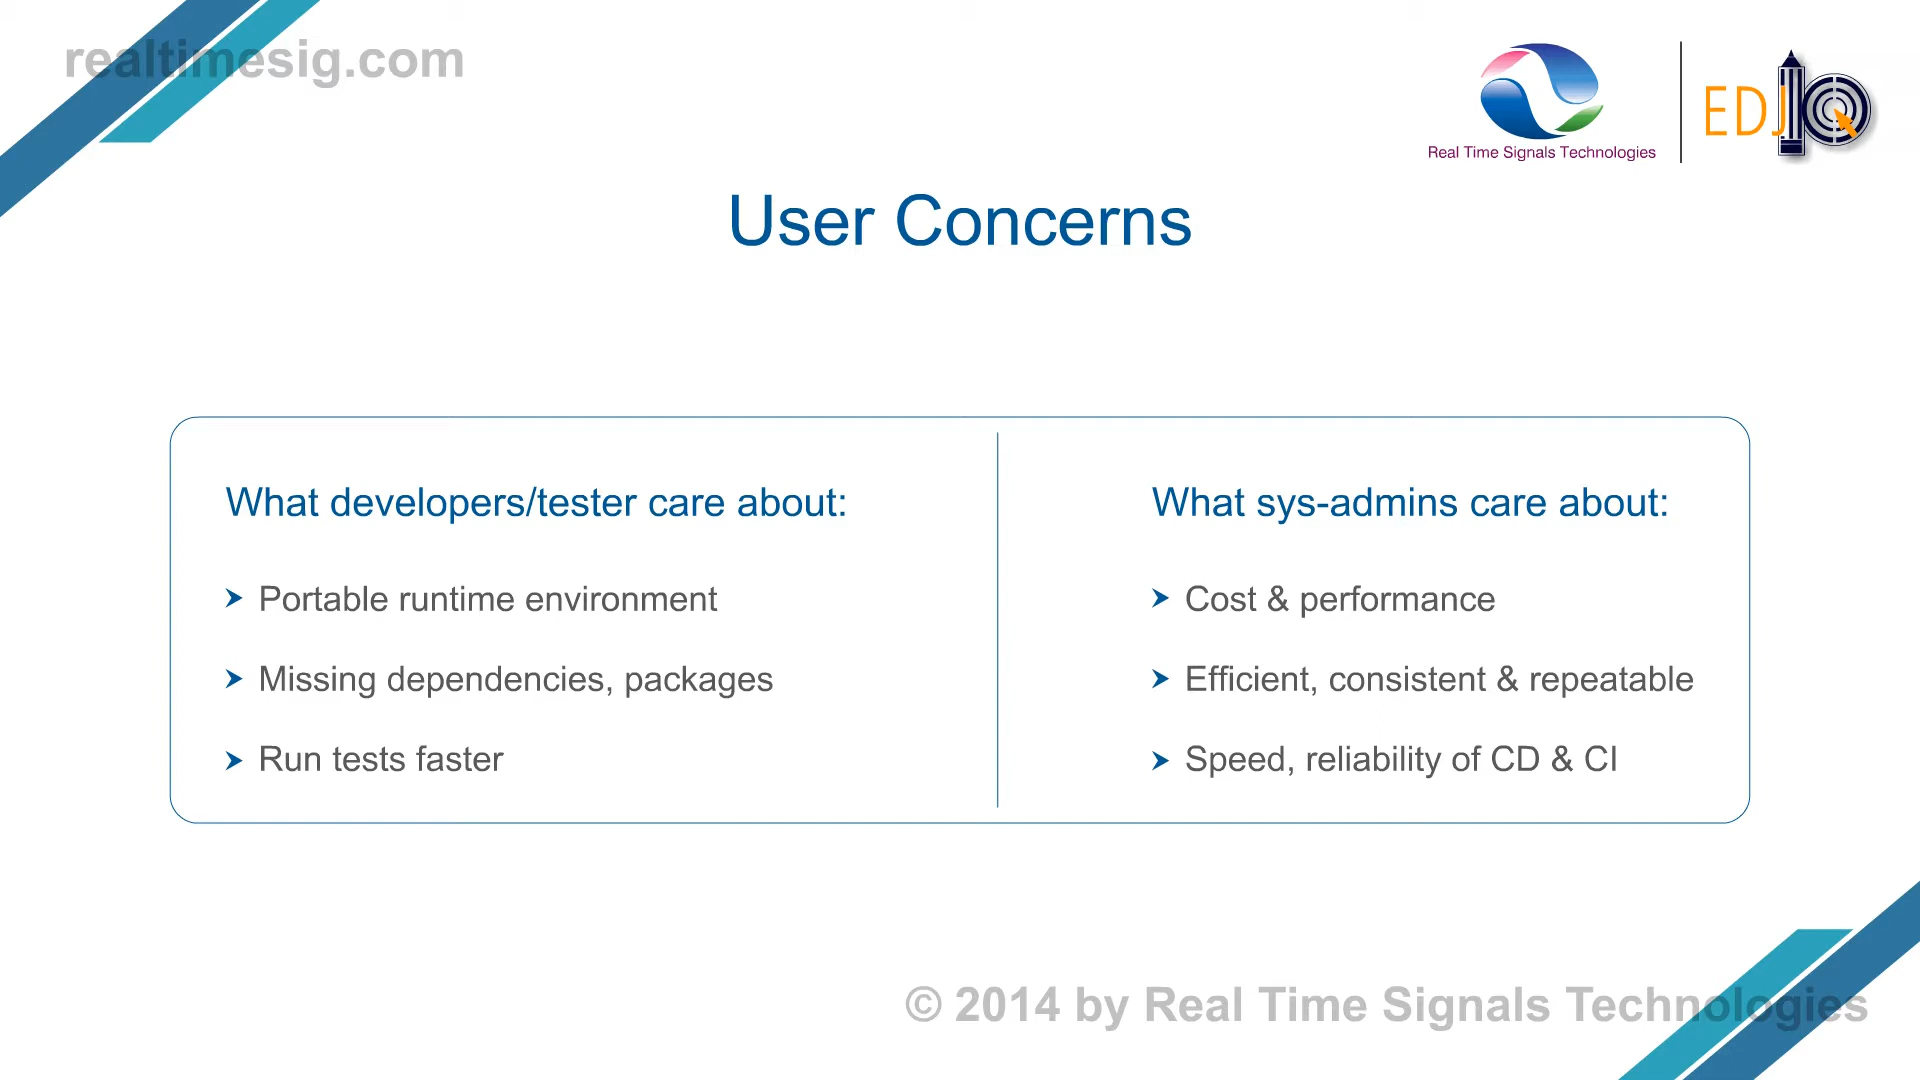 realtimesig.com
Real Time Signals Technologies
EDJIQ
User Concerns
What developers/tester care about:
Portable runtime environment
Missing dependencies, packages
Run tests faster
What sys-admins care about:
Cost & performance
Efficient, consistent & repeatable
Speed, reliability of CD & CI
© 2014 by Real Time Signals Technologies